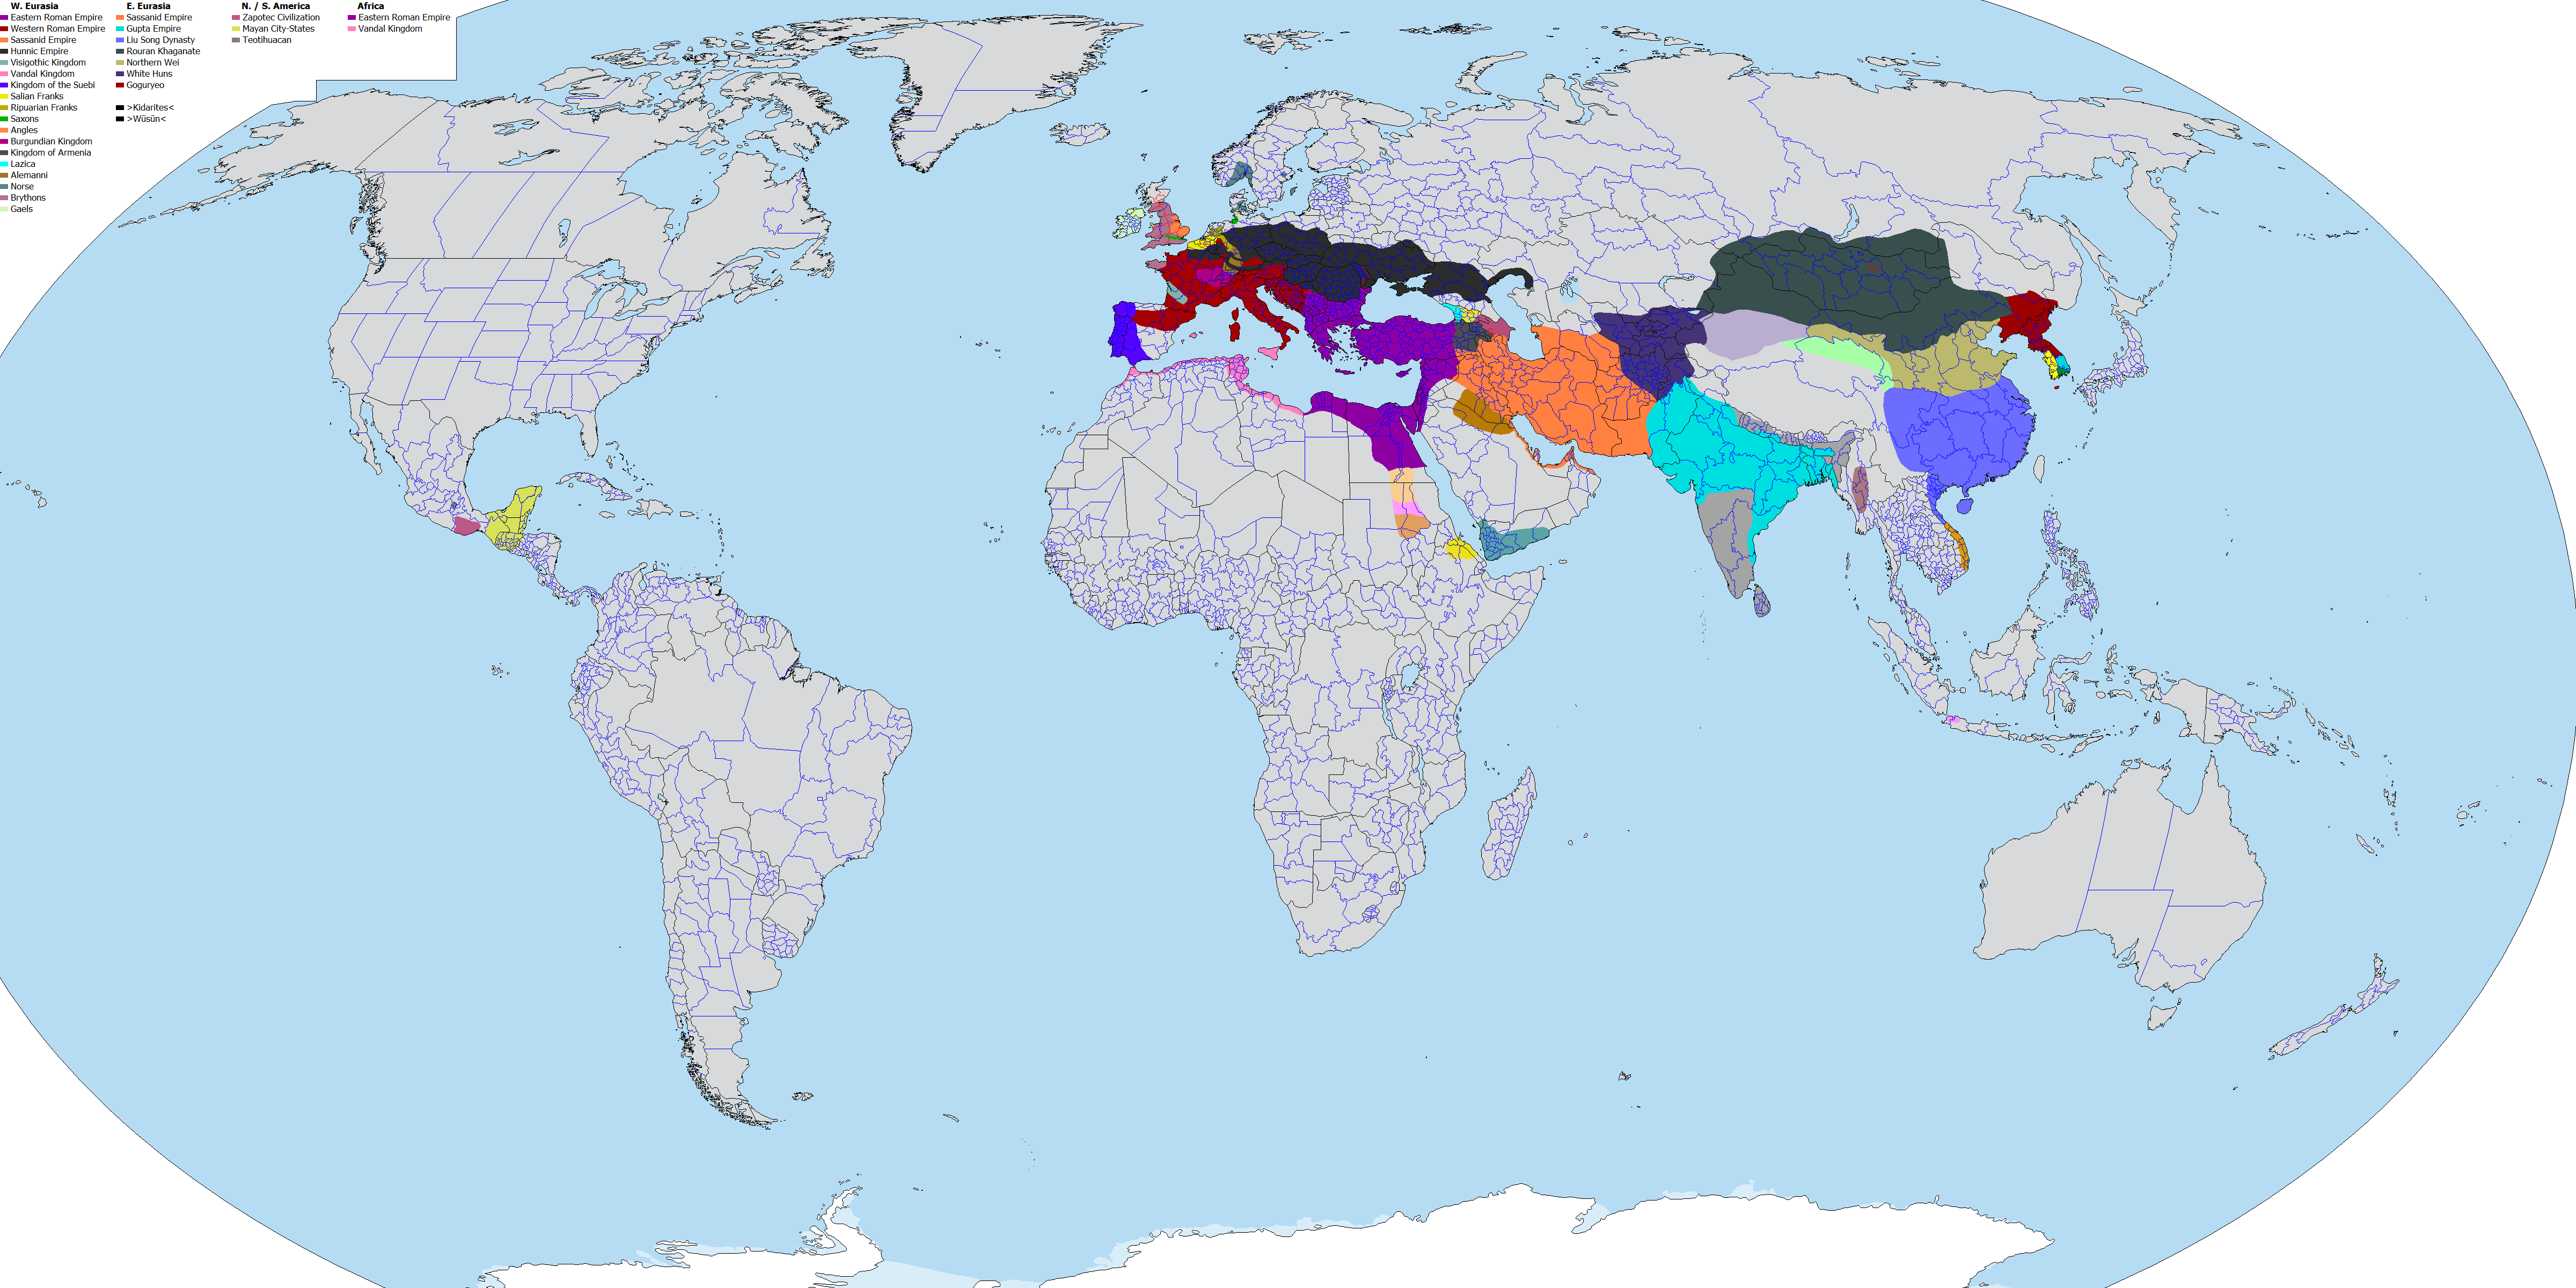 W. Eurasia
Eastern Roman Empire
Western Roman Empire
Sassanid Empire
Hunnic Empire
Visigothic Kingdom
Vandal Kingdom
Kingdom of the Suebi
Salian Franks
Ripuarian Franks
Saxons
Angles
Burgundian Kingdom
Kingdom of Armenia
Lazica
Alemanni
Norse
Brythons
Gaels
E. Eurasia
Sassanid Empire
Gupta Empire
Liu Song Dynasty
Rouran Khaganate
Northern Wei
White Huns
Goguryeo
>Kidarites<
>Wüsün<
N. / S. America
Zapotec Civilization
Mayan City-States
Teotihuacan
Africa
Eastern Roman Empire
Vandal Kingdom